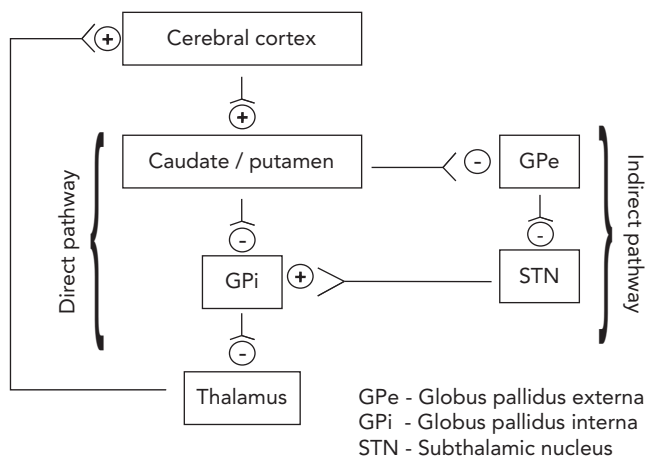 +
Cerebral cortex
+
Caudate / putamen
-
GPe
Direct pathway
Indirect pathway
-
-
GPi
+
STN
-
Thalamus
GPe - Globus pallidus externa
GPi - Globus pallidus interna
STN - Subthalamic nucleus